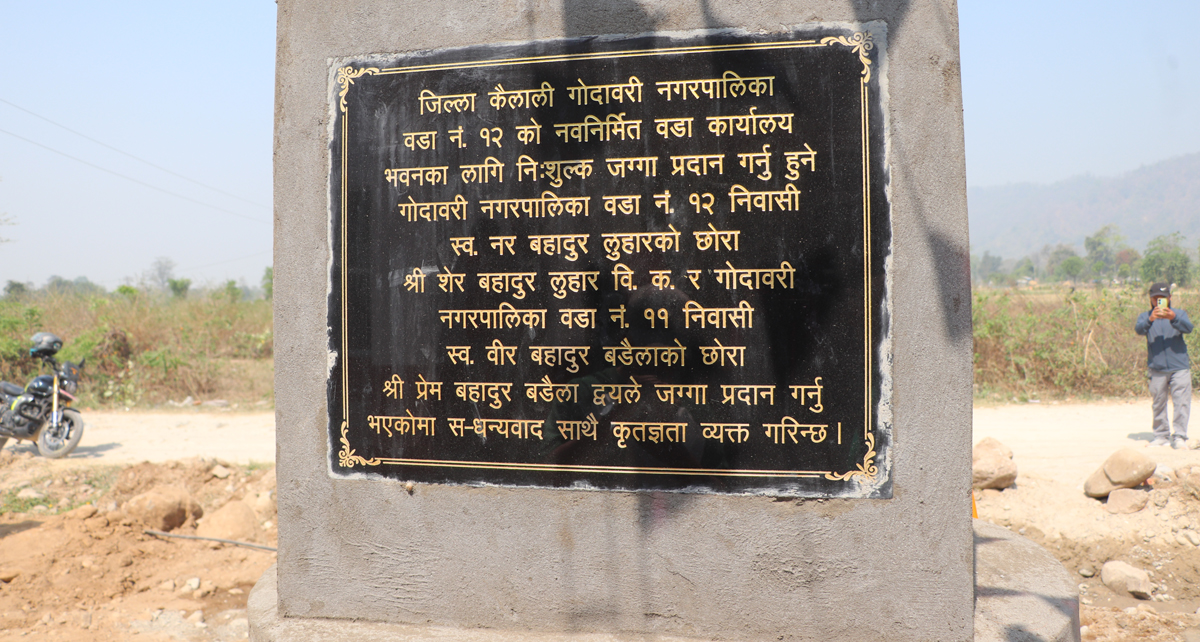 जिल्ला कैलाली गोदावरी नगरपालिका
वडा नं. १२ को नवनिर्मित वडा कार्यालय
भवनका लागि नि:शुल्क जग्गा प्रदान गर्नु हुने
गोदावरी नगरपालिका वडा नं. १२ निवासी
स्व. नर बहादुर लुहारको छोरा
श्री शेर बहादुर लुहार वि. क. र गोदावरी
नगरपालिका वडा नं. ११ निवासी
स्व. वीर बहादुर बडैलाको छोरा
श्री प्रेम बहादुर बडैला द्वयले जग्गा प्रदान गर्नु
भएकोमा स-धन्यवाद साथै कृतज्ञता व्यक्त गरिन्छ।